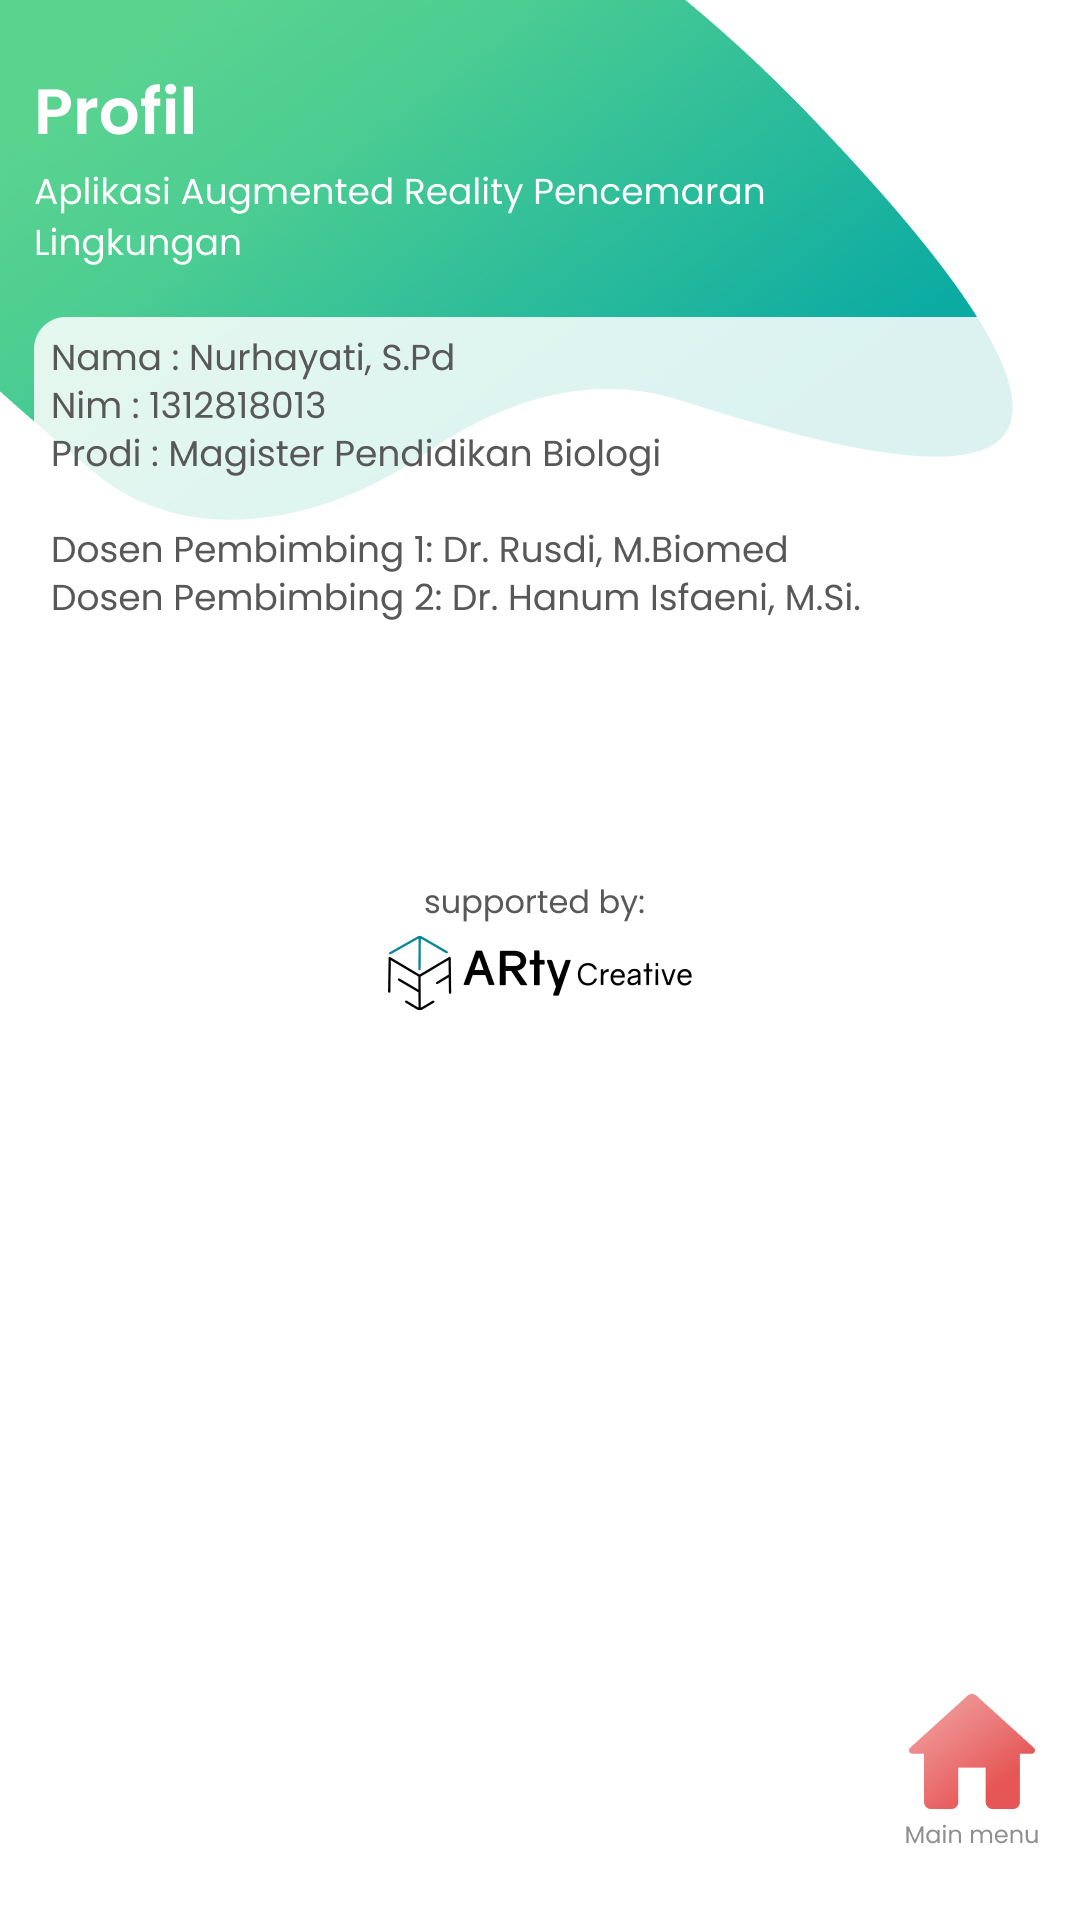 Profil
Aplikasi Augmented Reality Pencemaran
Lingkungan
Nama : Nurhayati, S.Pd
Nim : 1312818013
Prodi : Magister Pendidikan Biologi
Dosen Pembimbing 1: Dr. Rusdi, M.Biomed
Dosen Pembimbing 2: Dr. Hanum Isfaeni, M.Si.
supported by:
ARty Creative
Main menu